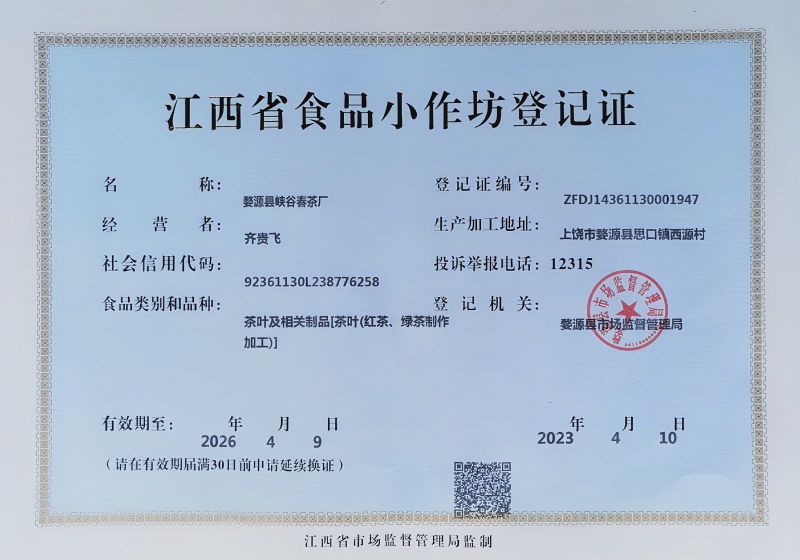 江西省食品小作坊登记证
名 称：
婺源县峡谷春茶厂
经 营 者：
齐贵飞
社会信用代码：
92361130L238776258
食品类别和品种：
茶叶及相关制品[茶叶(红茶、绿茶制作
加工)]
登记证编号：
ZFDJ14361130001947
生产加工地址：
上饶市婺源县思口镇西源村
投诉举报电话：12315
登 记 机 关：
婺源县市场监督管理局
有效期至： 年 月 日
2026 4 9
年 月 日
2023 4 10
（请在有效期届满30日前申请延续换证）
江西省市场监督管理局监制